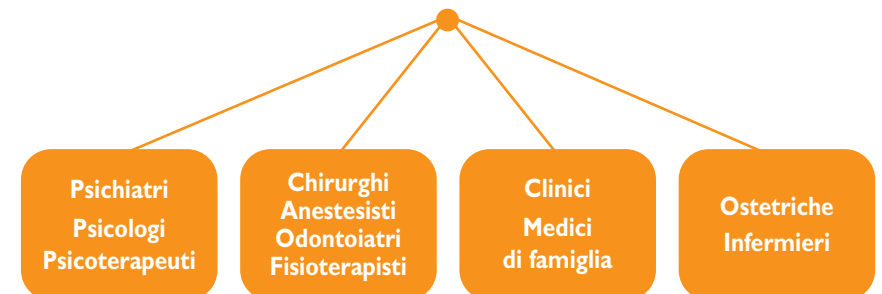 Psichiatri
Psicologi
Psicoterapeuti
Chirurghi
Anestesisti
Odontoiatri
Fisioterapisti
Clinici
Medici
di famiglia
Ostetriche
Infermieri